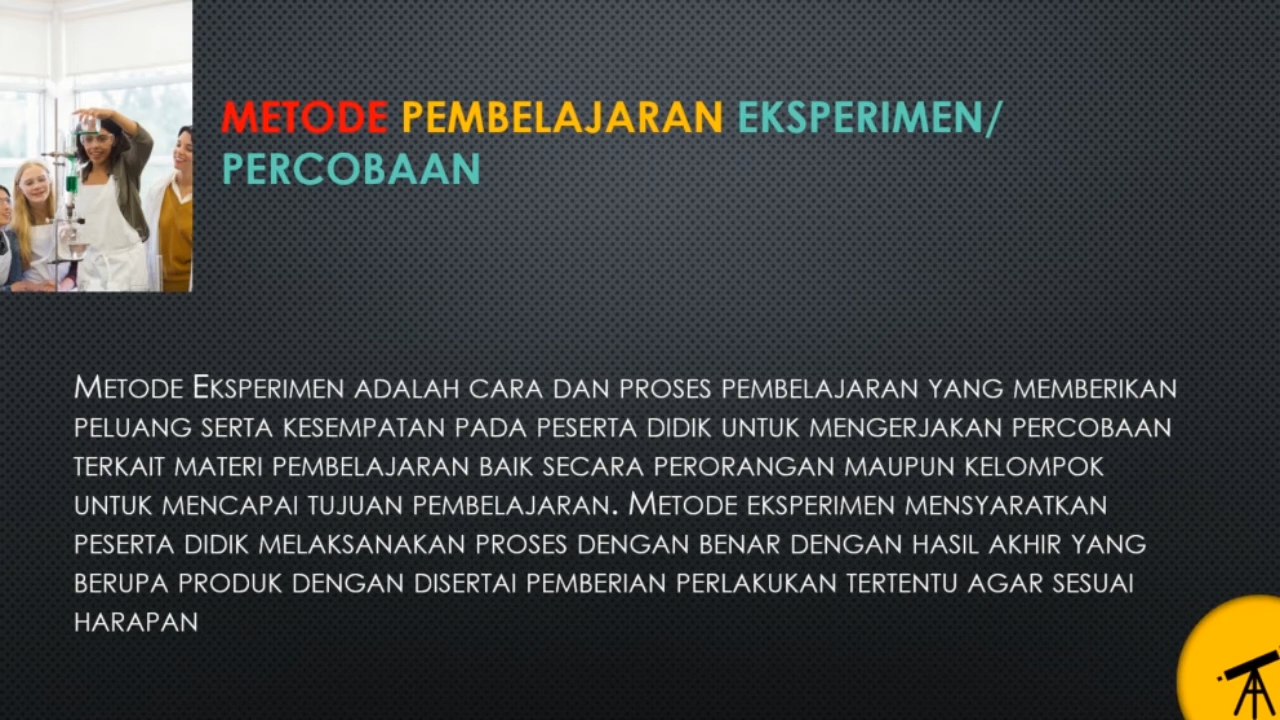 METODE PEMBELAJARAN EKSPERIMEN/
PERCOBAAN
METODE EKSPERIMEN ADALAH CARA DAN PROSES PEMBELAJARAN YANG MEMBERIKAN
PELUANG SERTA KESEMPATAN PADA PESERTA DIDIK UNTUK MENGERJAKAN PERCOBAAN
TERKAIT MATERI PEMBELAJARAN BAIK SECARA PERORANGAN MAUPUN KELOMPOK
UNTUK MENCAPAI TUJUAN PEMBELAJARAN. METODE EKSPERIMEN MENSYARATKAN
PESERTA DIDIK MELAKSANAKAN PROSES DENGAN BENAR DENGAN HASIL AKHIR YANG
BERUPA PRODUK DENGAN DISERTAI PEMBERIAN PERLAKUKAN TERTENTU AGAR SESUAI
HARAPAN